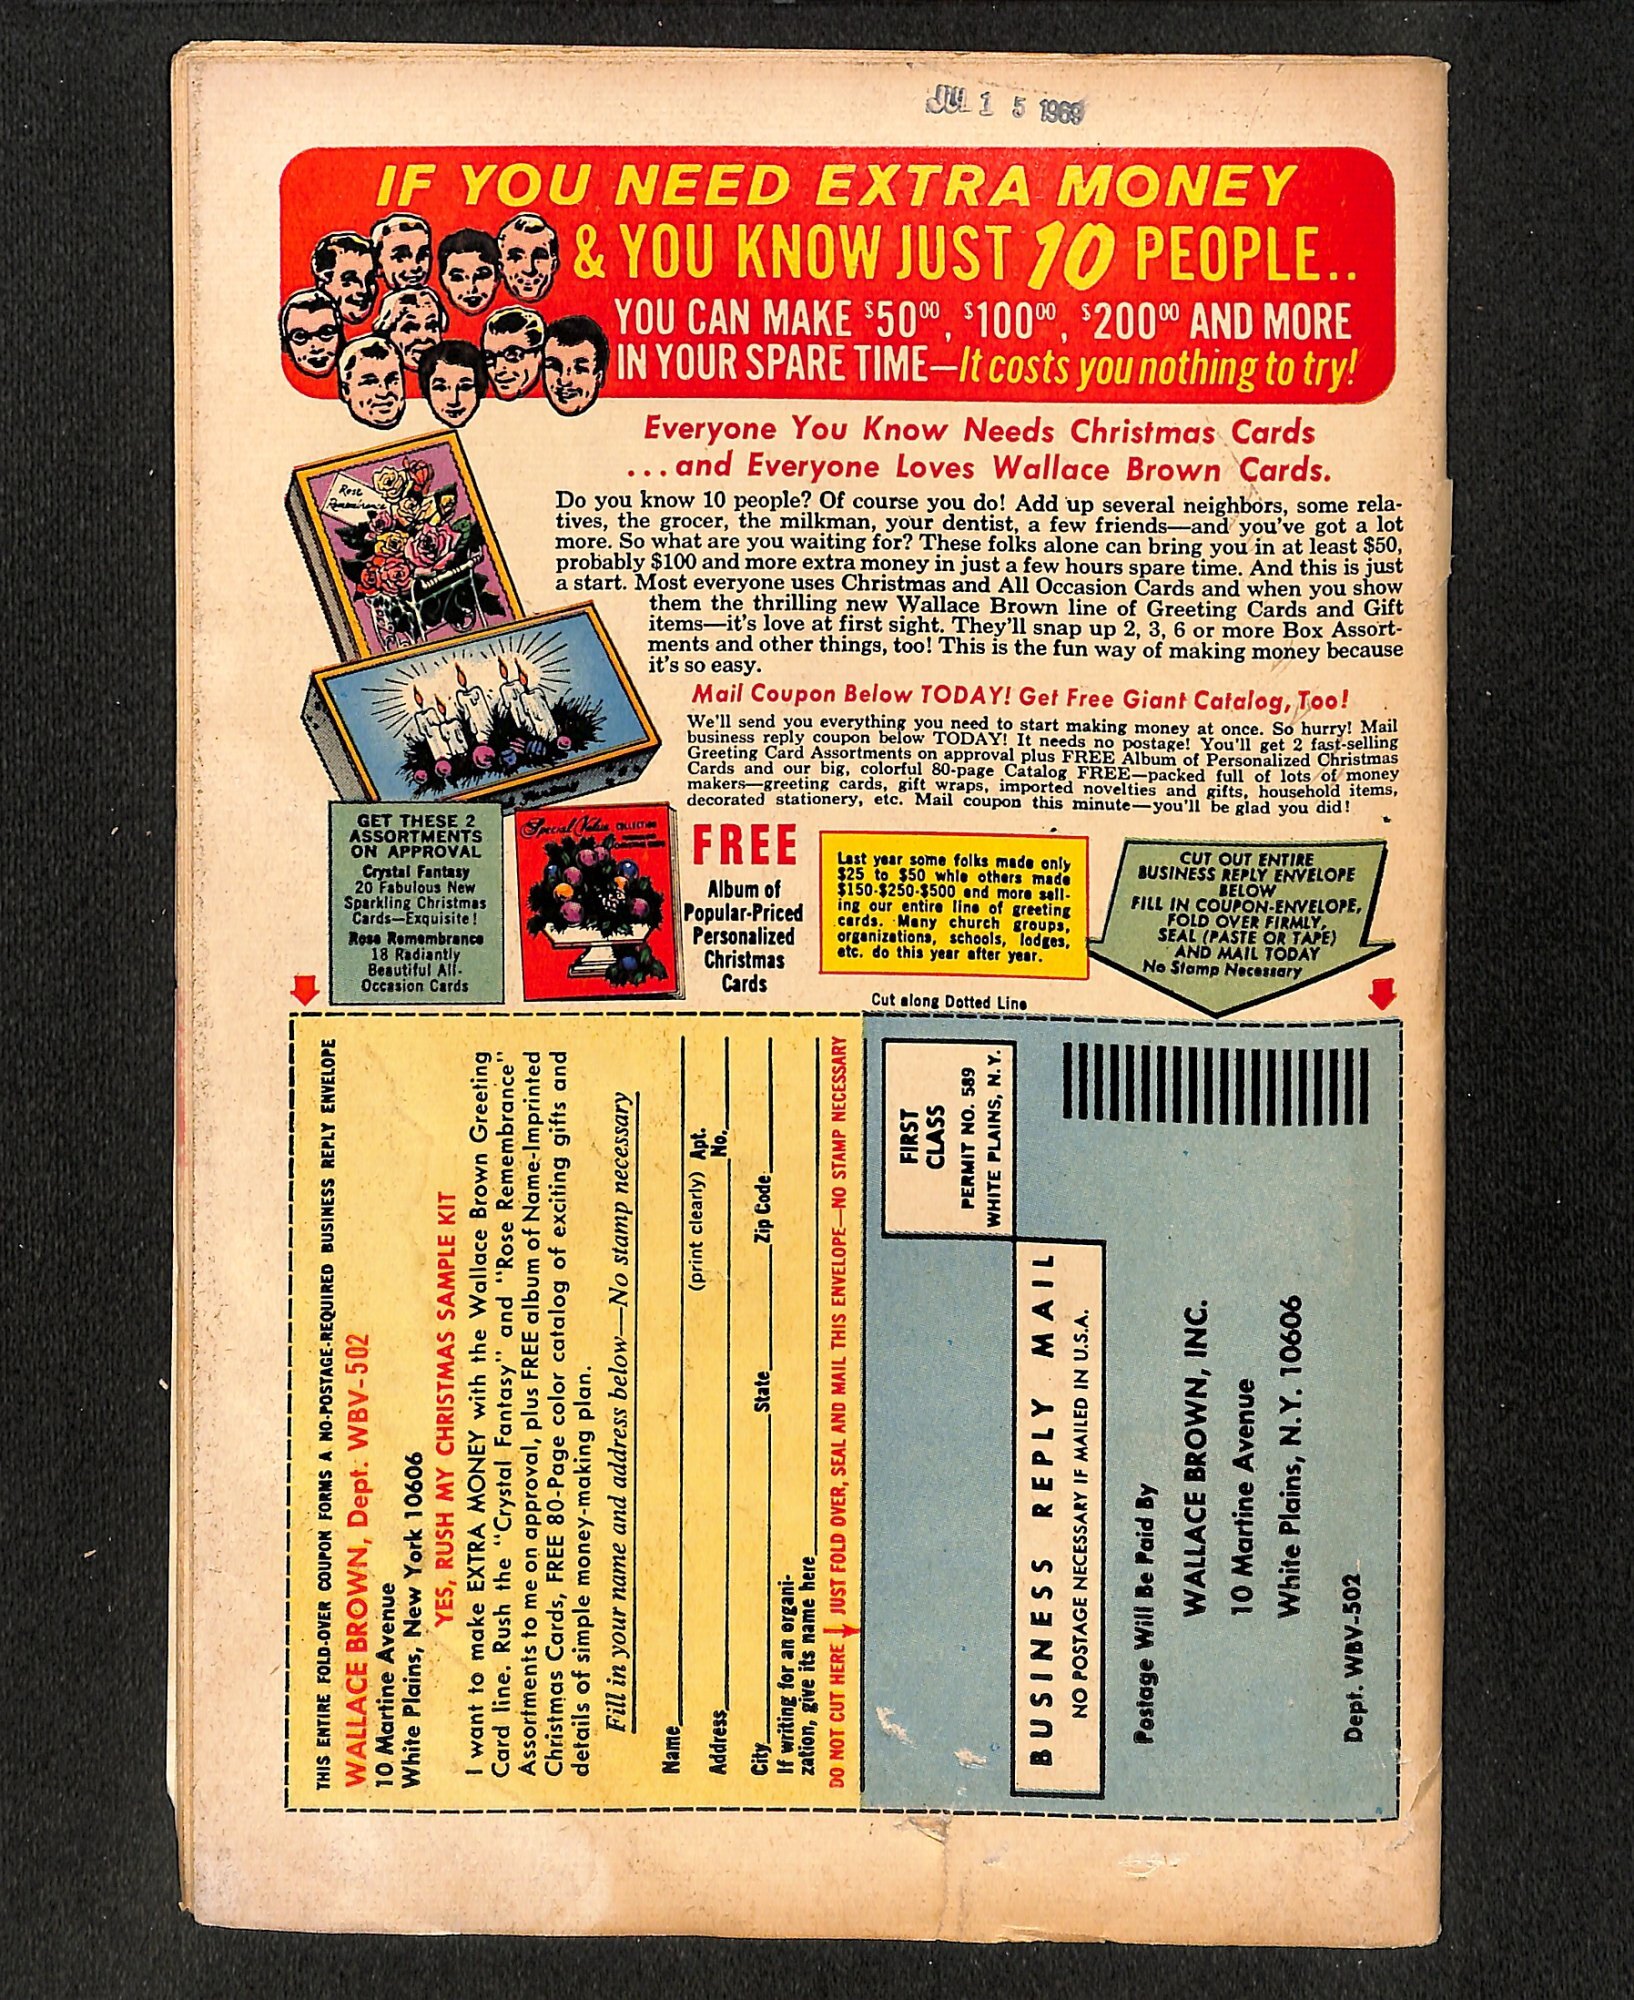 JUL 1 5 1969
IF YOU NEED EXTRA MONEY
& YOU KNOW JUST 10 PEOPLE..
YOU CAN MAKE $50⁰⁰, $100⁰⁰, $200⁰⁰ AND MORE
IN YOUR SPARE TIME—It costs you nothing to try!
Everyone You Know Needs Christmas Cards
...and Everyone Loves Wallace Brown Cards.
Rose
Remembrance
Do you know 10 people? Of course you do! Add up several neighbors, some rela-
tives, the grocer, the milkman, your dentist, a few friends—and you've got a lot
more. So what are you waiting for? These folks alone can bring you in at least $50,
probably $100 and more extra money in just a few hours spare time. And this is just
a start. Most everyone uses Christmas and All Occasion Cards and when you show
them the thrilling new Wallace Brown line of Greeting Cards and Gift
items—it's love at first sight. They'll snap up 2, 3, 6 or more Box Assort-
ments and other things, too! This is the fun way of making money because
it's so easy.
Mail Coupon Below TODAY! Get Free Giant Catalog, Too!
We'll send you everything you need to start making money at once. So hurry! Mail
business reply coupon below TODAY! It needs no postage! You'll get 2 fast-selling
Greeting Card Assortments on approval plus FREE Album of Personalized Christmas
Cards and our big, colorful 80-page Catalog FREE—packed full of lots of money
makers—greeting cards, gift wraps, imported novelties and gifts, household items,
decorated stationery, etc. Mail coupon this minute—you'll be glad you did!
GET THESE 2
ASSORTMENTS
ON APPROVAL
Crystal Fantasy
20 Fabulous New
Sparkling Christmas
Cards—Exquisite!
Rose Remembrance
18 Radiantly
Beautiful All-
Occasion Cards
Special Value COLLECTION
FREE
Album of
Popular-Priced
Personalized
Christmas
Cards
Last year some folks made only
$25 to $50 whle others made
$150-$250-$500 and more sell-
ing our entire line of greeting
cards. Many church groups,
organizations, schools, lodges,
etc. do this year after year.
CUT OUT ENTIRE
BUSINESS REPLY ENVELOPE
BELOW
FILL IN COUPON-ENVELOPE,
FOLD OVER FIRMLY,
SEAL (PASTE OR TAPE)
AND MAIL TODAY
No Stamp Necessary
Cut along Dotted Line
THIS ENTIRE FOLD-OVER COUPON FORMS A NO-POSTAGE-REQUIRED BUSINESS REPLY ENVELOPE
WALLACE BROWN, Dept. WBV-502
10 Martine Avenue
White Plains, New York 10606
YES, RUSH MY CHRISTMAS SAMPLE KIT
I want to make EXTRA MONEY with the Wallace Brown Greeting
Card line. Rush the "Crystal Fantasy" and "Rose Remembrance"
Assortments to me on approval, plus FREE album of Name-Imprinted
Christmas Cards, FREE 80-Page color catalog of exciting gifts and
details of simple money-making plan.
Fill in your name and address below—No stamp necessary
Name
(print clearly)
Address Apt. No.
City State Zip Code
If writing for an organi-
zation, give its name here
DO NOT CUT HERE JUST FOLD OVER, SEAL AND MAIL THIS ENVELOPE—NO STAMP NECESSARY
FIRST
CLASS
PERMIT NO. 589
WHITE PLAINS, N. Y.
BUSINESS REPLY MAIL
NO POSTAGE NECESSARY IF MAILED IN U.S.A.
Postage Will Be Paid By
WALLACE BROWN, INC.
10 Martine Avenue
White Plains, N. Y. 10606
Dept. WBV-502